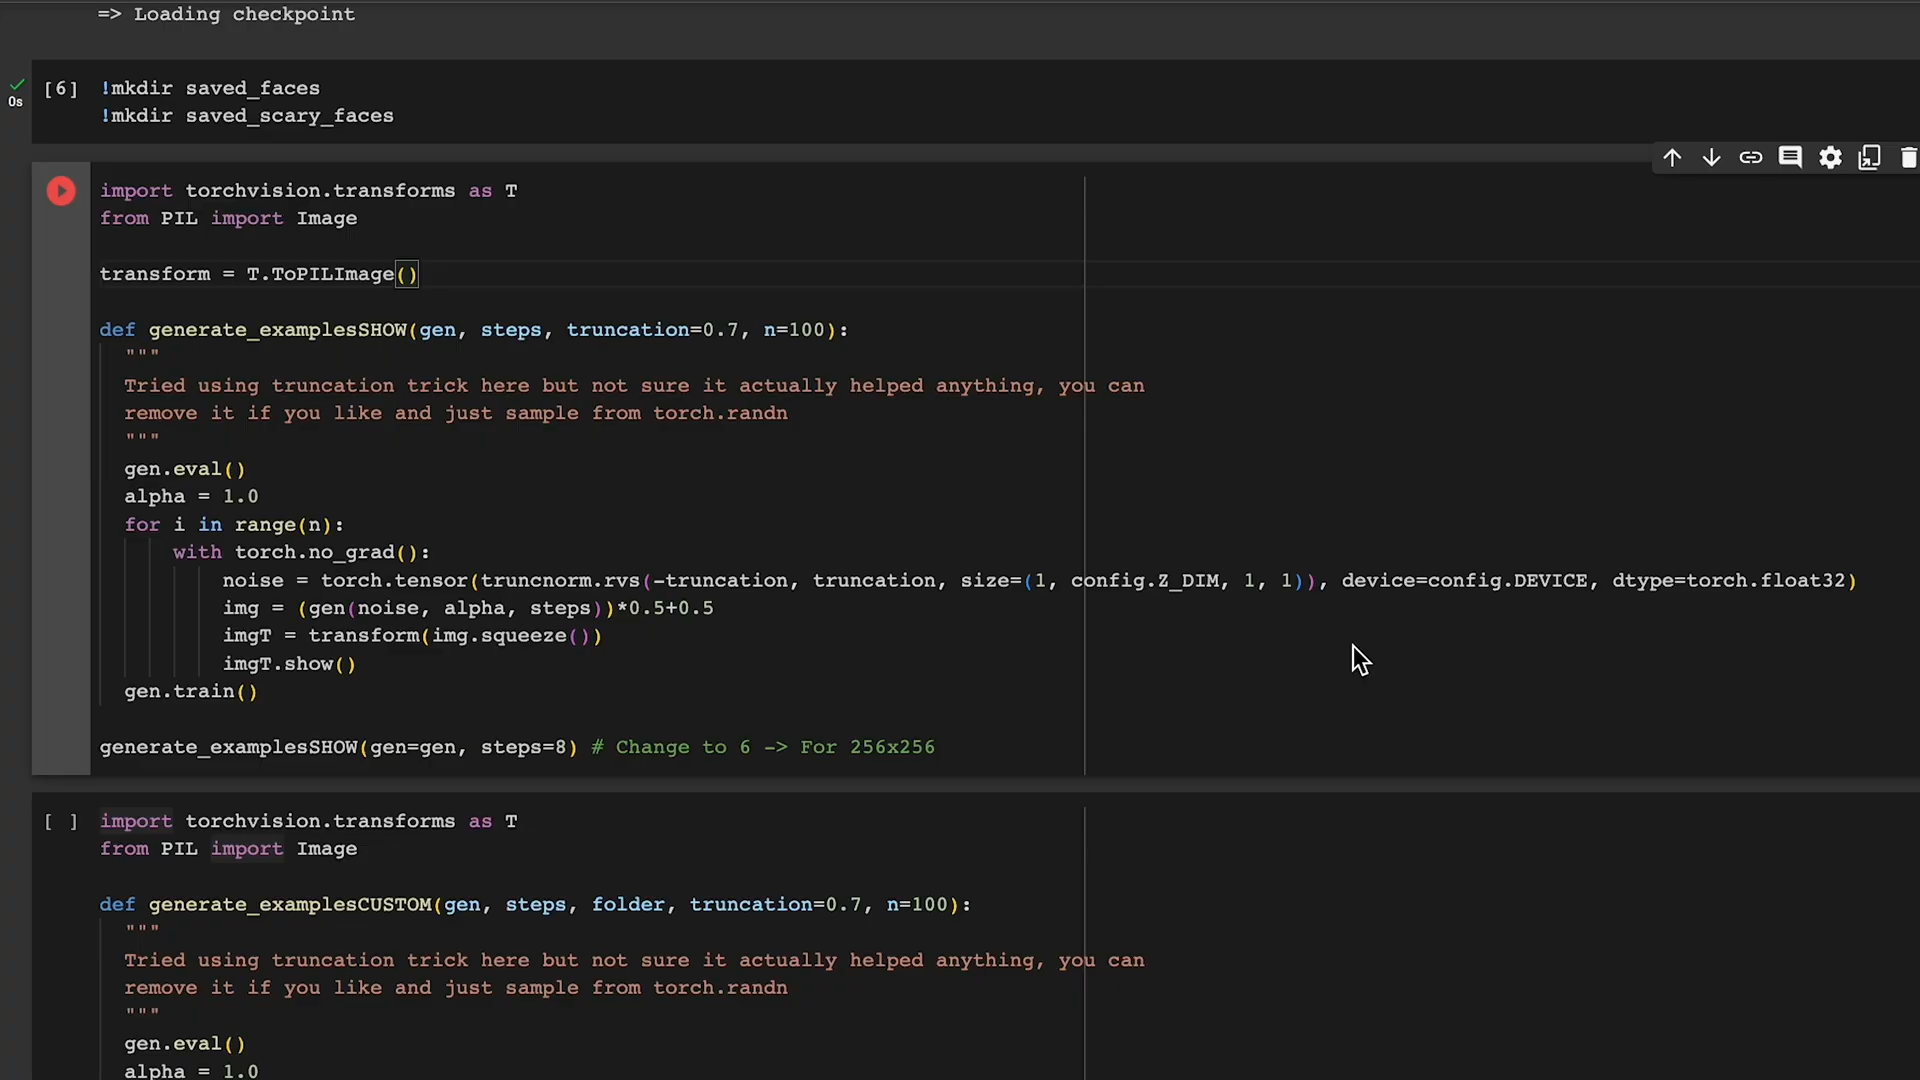 => Loading checkpoint
[6] !mkdir saved_faces
0s
!mkdir saved_scary_faces
import torchvision.transforms as T
from PIL import Image
transform = T.ToPILImage()
def generate_examplesSHOW(gen, steps, truncation=0.7, n=100):
"""
Tried using truncation trick here but not sure it actually helped anything, you can
remove it if you like and just sample from torch.randn
"""
gen.eval()
alpha = 1.0
for i in range(n):
with torch.no_grad():
noise = torch.tensor(truncnorm.rvs(-truncation, truncation, size=(1, config.Z_DIM, 1, 1)), device=config.DEVICE, dtype=torch.float32)
img = (gen(noise, alpha, steps))*0.5+0.5
imgT = transform(img.squeeze())
imgT.show()
gen.train()
generate_examplesSHOW(gen=gen, steps=8) # Change to 6 -> For 256x256
[ ] import torchvision.transforms as T
from PIL import Image
def generate_examplesCUSTOM(gen, steps, folder, truncation=0.7, n=100):
"""
Tried using truncation trick here but not sure it actually helped anything, you can
remove it if you like and just sample from torch.randn
"""
gen.eval()
alpha = 1.0